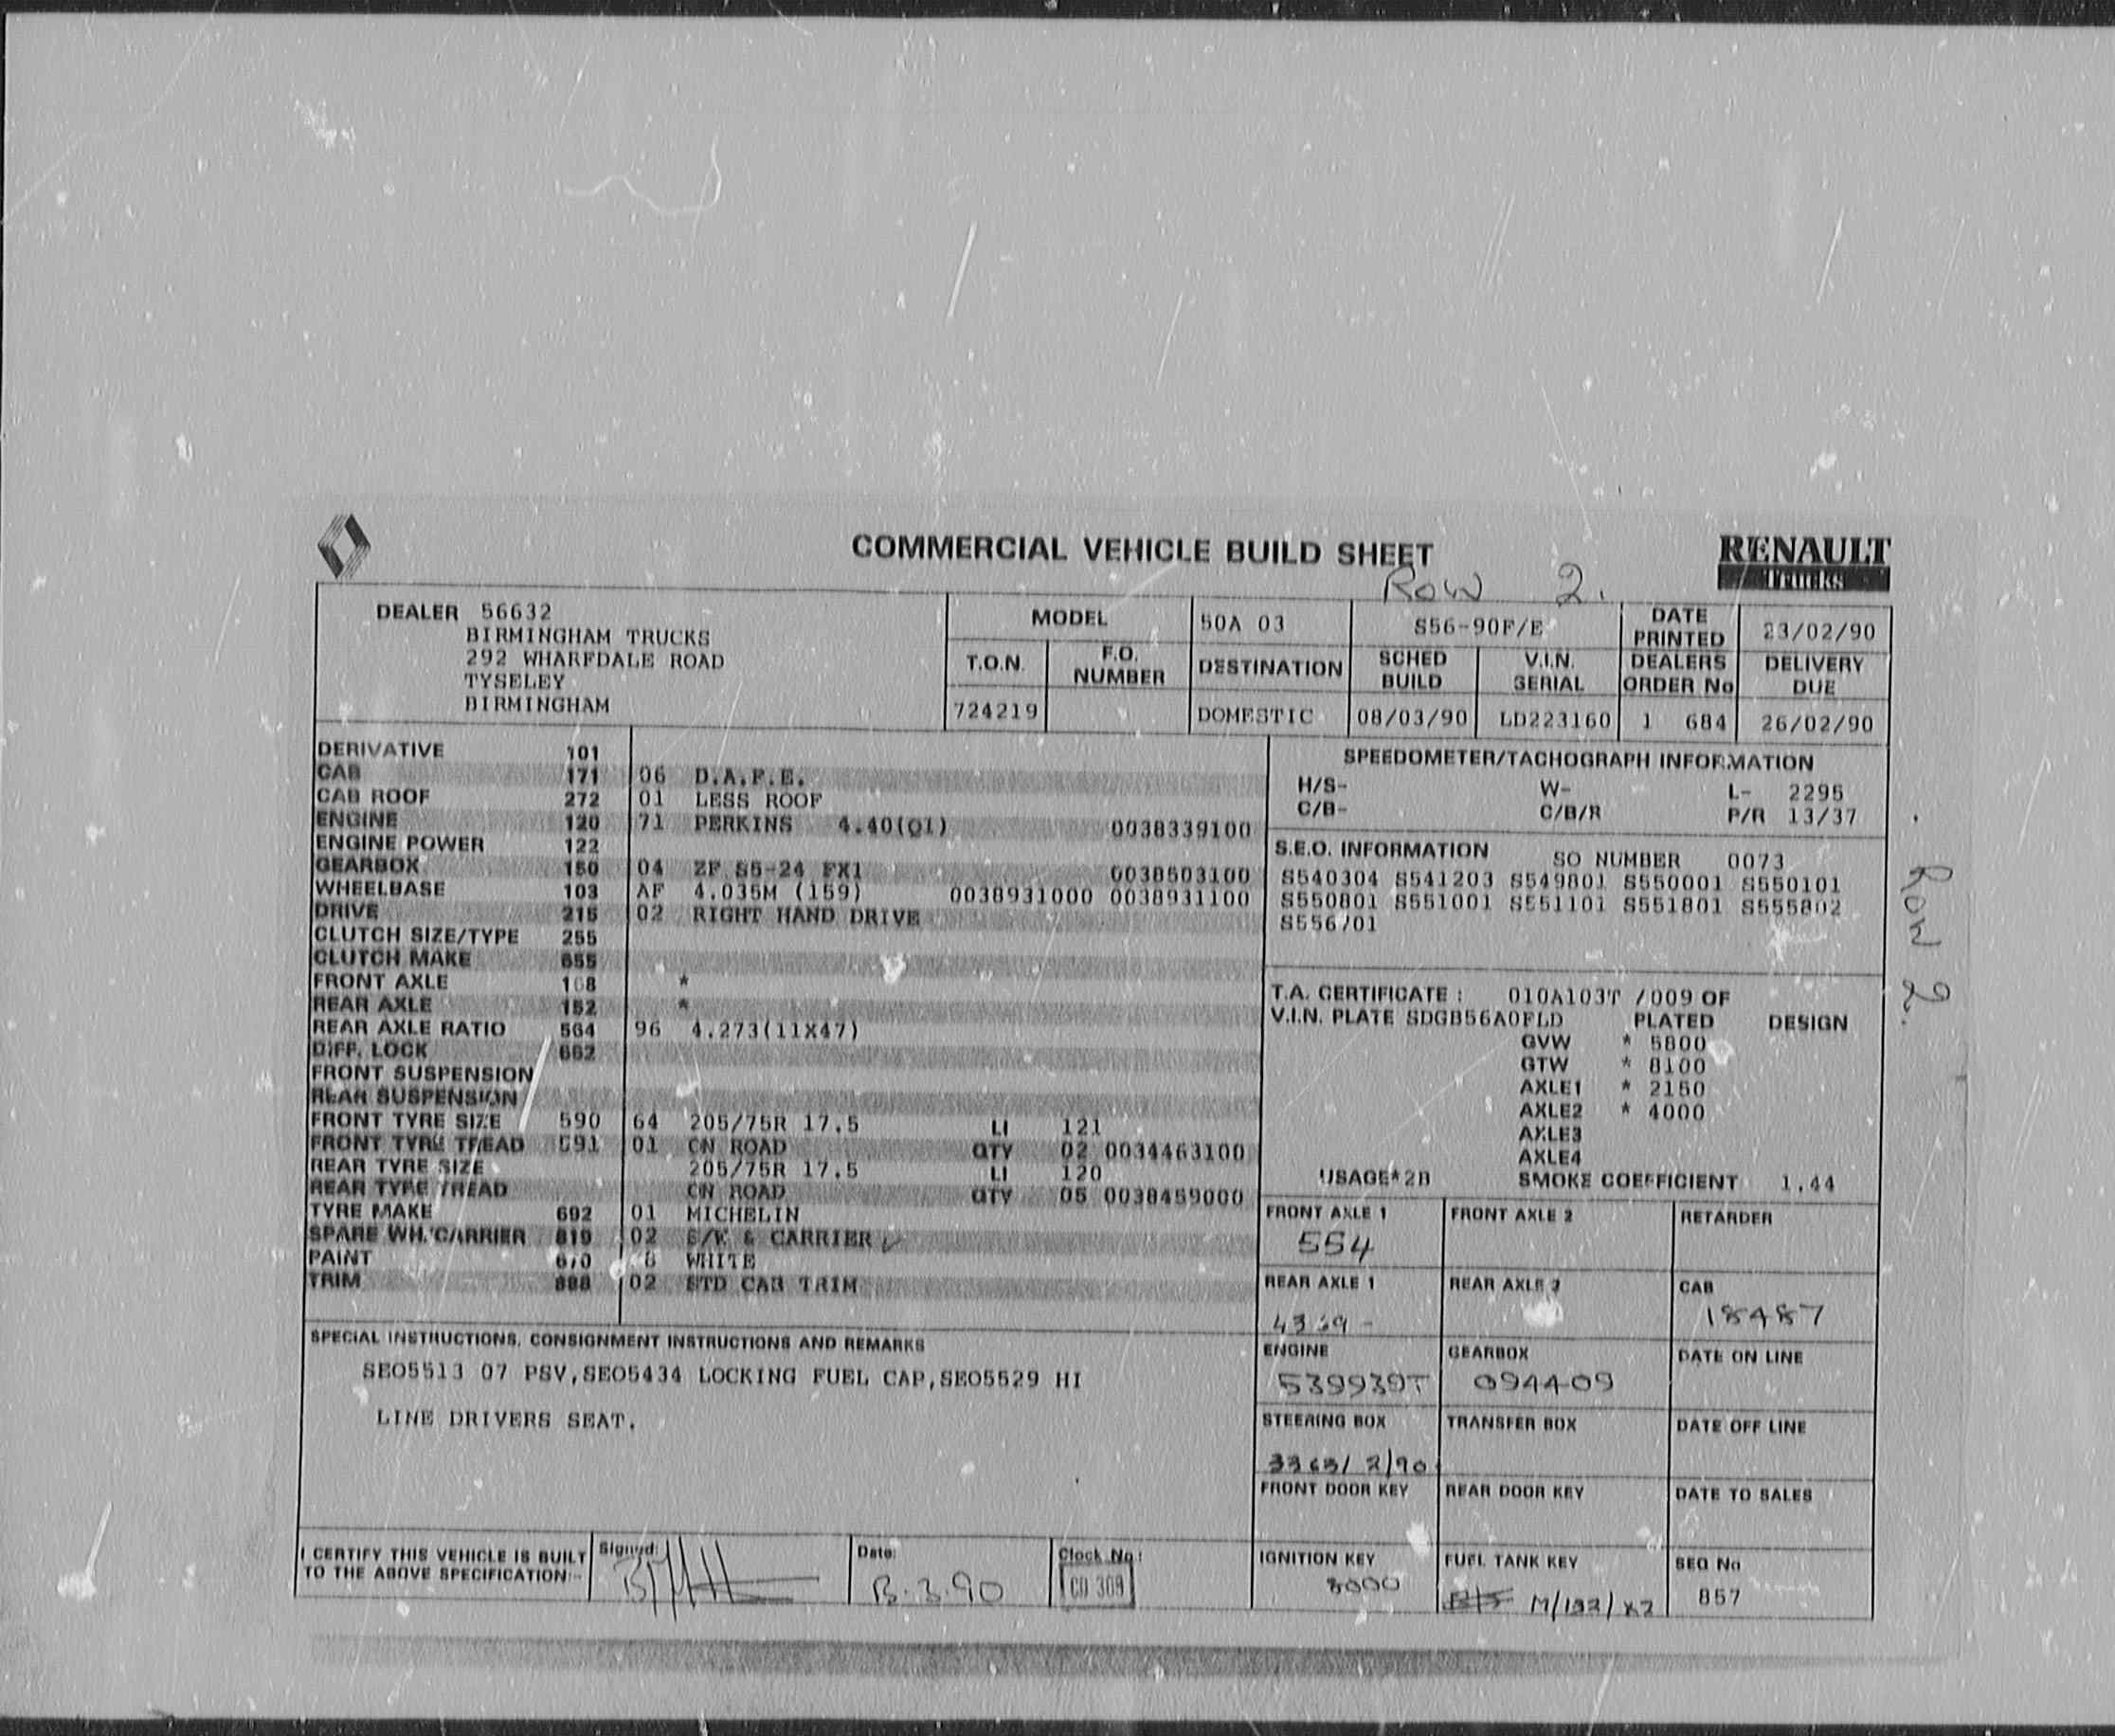 COMMERCIAL VEHICLE BUILD SHEET
RENAULT
Trucks
Row 2.
DEALER 56632
BIRMINGHAM TRUCKS
292 WHARFDALE ROAD
TYSELEY
BIRMINGHAM
MODEL 50A 03 S56-90F/E DATE PRINTED 23/02/90
T.O.N. F.O. NUMBER DESTINATION SCHED BUILD V.I.N. SERIAL DEALERS ORDER No DELIVERY DUE
724219 DOMESTIC 08/03/90 LD223160 1 684 26/02/90
DERIVATIVE 101
CAB 171 06 D.A.F.E.
CAB ROOF 272 01 LESS ROOF
ENGINE 120 71 PERKINS 4.40(Q1) 0038339100
ENGINE POWER 122
GEARBOX 150 04 ZF S5-24 FX1 0038503100
WHEELBASE 103 AF 4.035M (159) 0038931000 0038931100
DRIVE 215 02 RIGHT HAND DRIVE
CLUTCH SIZE/TYPE 255
CLUTCH MAKE 655
FRONT AXLE 108 *
REAR AXLE 152 *
REAR AXLE RATIO 564 96 4.273(11X47)
DIFF. LOCK 662
FRONT SUSPENSION
REAR SUSPENSION
FRONT TYRE SIZE 590 64 205/75R 17.5 LI 121
FRONT TYRE TREAD 591 01 ON ROAD QTY 02 0034463100
REAR TYRE SIZE 205/75R 17.5 LI 120
REAR TYRE TREAD ON ROAD QTY 05 0038459000
TYRE MAKE 692 01 MICHELIN
SPARE WH./CARRIER 819 02 S/W & CARRIER ✓
PAINT WHITE
TRIM 888 02 STD CAB TRIM
SPEEDOMETER/TACHOGRAPH INFORMATION
H/S- W- L- 2295
C/B- C/B/R P/R 13/37
S.E.O. INFORMATION SO NUMBER 0073
S540304 S541203 S549801 S550001 S550101
S550801 S551001 S551101 S551801 S555802
S556701
T.A. CERTIFICATE : 010A103T /009 OF
V.I.N. PLATE SDGB56A0FLD PLATED DESIGN
GVW * 5800
GTW * 8100
AXLE1 * 2150
AXLE2 * 4000
AXLE3
AXLE4
USAGE*2B SMOKE COEFFICIENT 1.44
FRONT AXLE 1 FRONT AXLE 2 RETARDER
554
REAR AXLE 1 REAR AXLE 2 CAB
18487
ENGINE GEARBOX DATE ON LINE
539939T 094409
STEERING BOX TRANSFER BOX DATE OFF LINE
2/90
FRONT DOOR KEY REAR DOOR KEY DATE TO SALES
IGNITION KEY FUEL TANK KEY SEQ No
8000 M/132/x2 857
SPECIAL INSTRUCTIONS, CONSIGNMENT INSTRUCTIONS AND REMARKS
SEO5513 07 PSV,SEO5434 LOCKING FUEL CAP,SEO5529 HI
LINE DRIVERS SEAT.
I CERTIFY THIS VEHICLE IS BUILT
TO THE ABOVE SPECIFICATION:-
Signed:
Date: 13.3.90
Clock No: CD 309
Row 2.